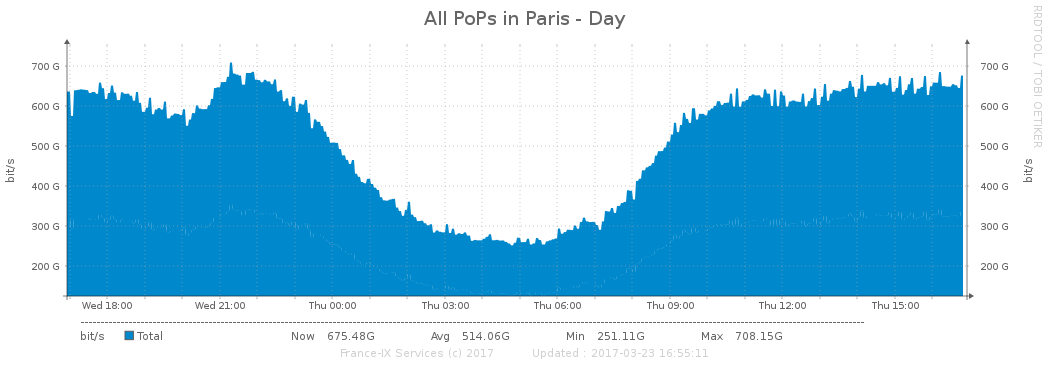 All PoPs in Paris - Day
RRDTOOL / TOBI OETIKER
bit/s
bit/s
700 G 700 G
600 G 600 G
500 G 500 G
400 G 400 G
300 G 300 G
200 G 200 G
Wed 18:00 Wed 21:00 Thu 00:00 Thu 03:00 Thu 06:00 Thu 09:00 Thu 12:00 Thu 15:00
bit/s Total Now 675.48G Avg 514.06G Min 251.11G Max 708.15G
France-IX Services (c) 2017 Updated : 2017-03-23 16:55:11